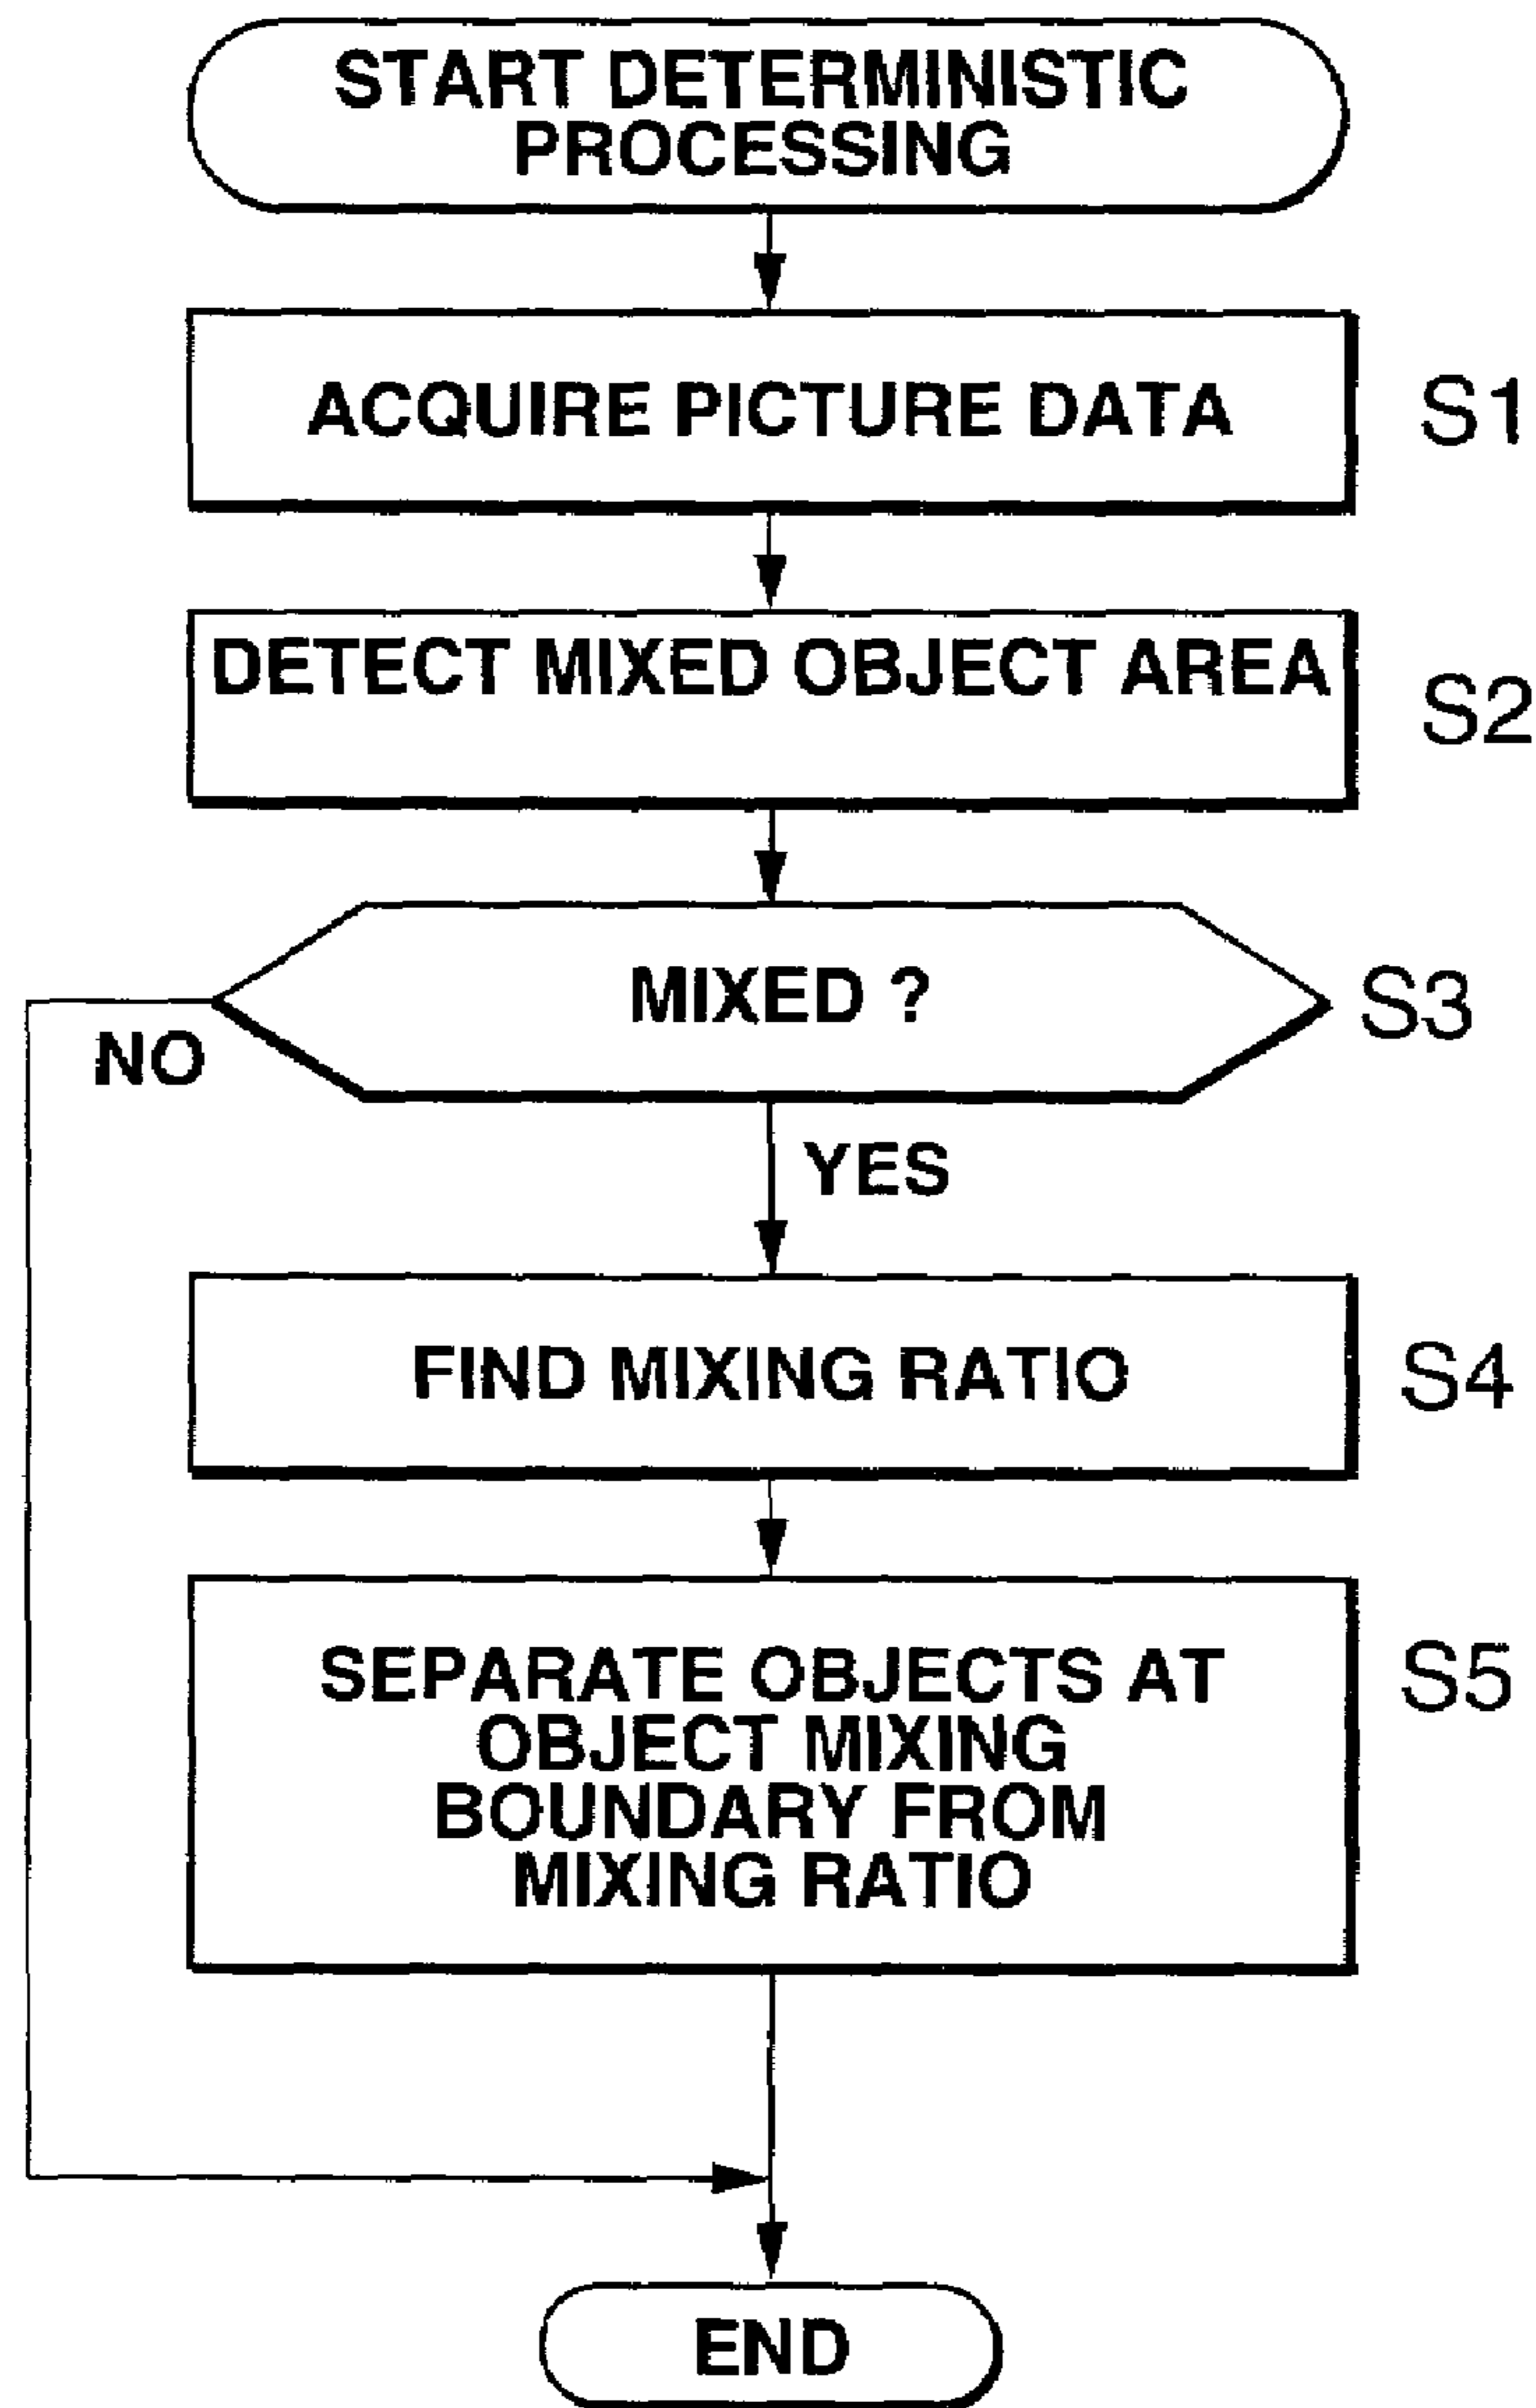 START DETERMINISTIC
PROCESSING
ACQUIRE PICTURE DATA
S1
DETECT MIXED OBJECT AREA
S2
MIXED ?
S3
NO
YES
FIND MIXING RATIO
S4
SEPARATE OBJECTS AT
OBJECT MIXING
BOUNDARY FROM
MIXING RATIO
S5
END